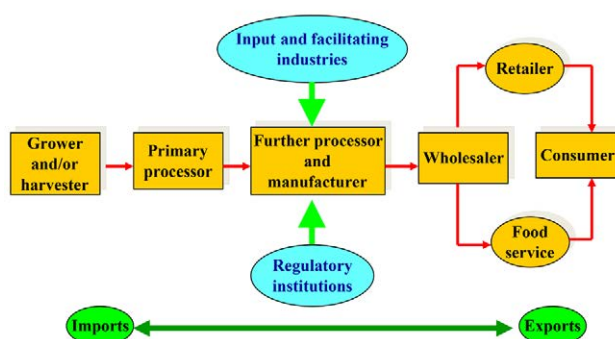 Input and facilitating
industries
Retailer
Grower
and/or
harvester
Primary
processor
Further processor
and
manufacturer
Wholesaler
Consumer
Food
service
Regulatory
institutions
Imports
Exports